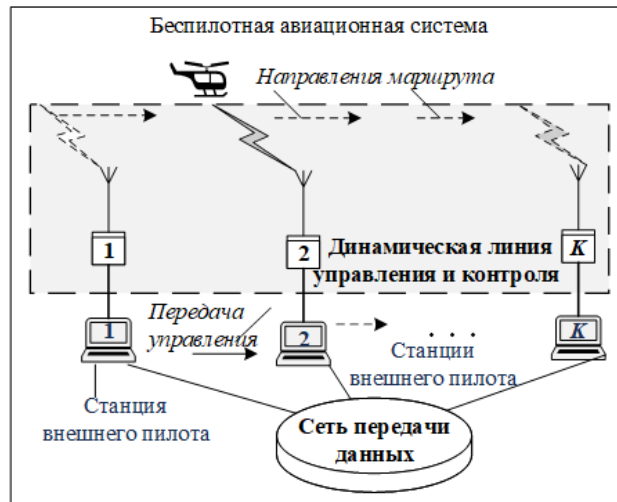 Беспилотная авиационная система
Направления маршрута
1
2
K
Динамическая линия
управления и контроля
Передача
управления
1
2
. . .
K
Станции
внешнего пилота
Станция
внешнего пилота
Сеть передачи
данных